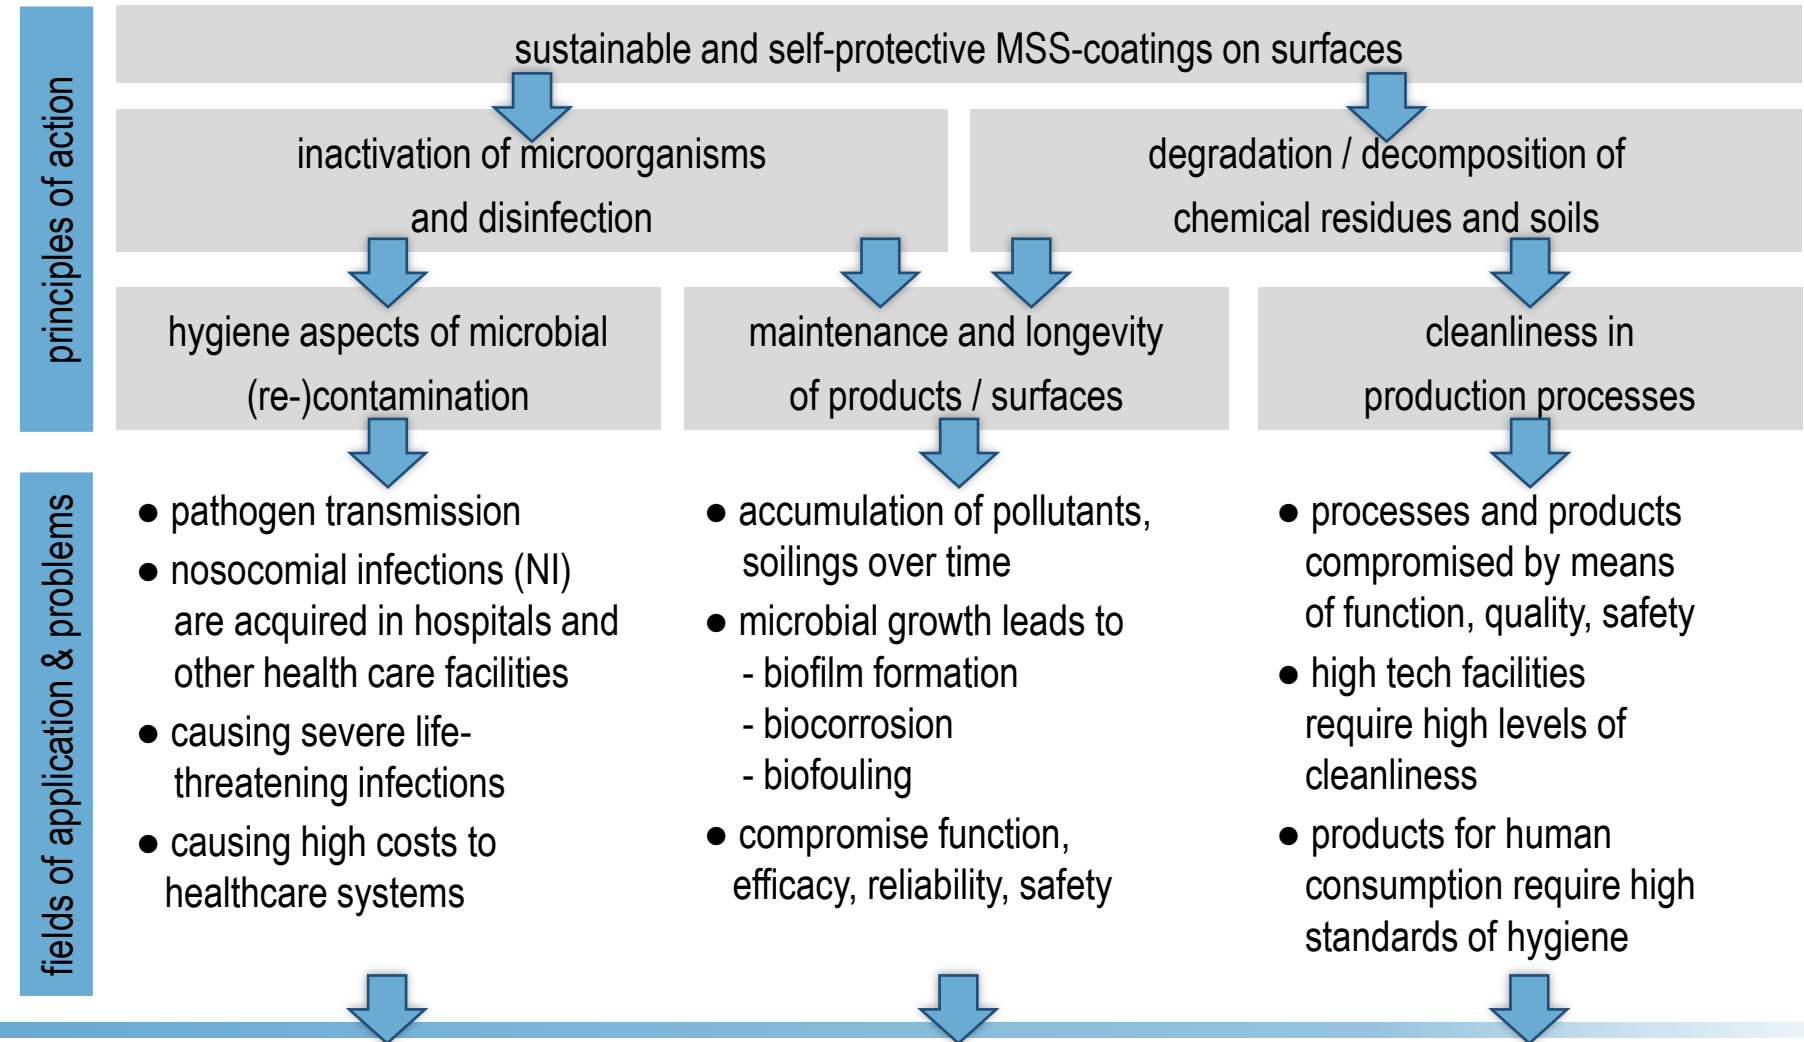 principles of action
sustainable and self-protective MSS-coatings on surfaces
inactivation of microorganisms
and disinfection
degradation / decomposition of
chemical residues and soils
hygiene aspects of microbial
(re-)contamination
maintenance and longevity
of products / surfaces
cleanliness in
production processes
fields of application & problems
● pathogen transmission
● nosocomial infections (NI)
are acquired in hospitals and
other health care facilities
● causing severe life-
threatening infections
● causing high costs to
healthcare systems
● accumulation of pollutants,
soilings over time
● microbial growth leads to
- biofilm formation
- biocorrosion
- biofouling
● compromise function,
efficacy, reliability, safety
● processes and products
compromised by means
of function, quality, safety
● high tech facilities
require high levels of
cleanliness
● products for human
consumption require high
standards of hygiene